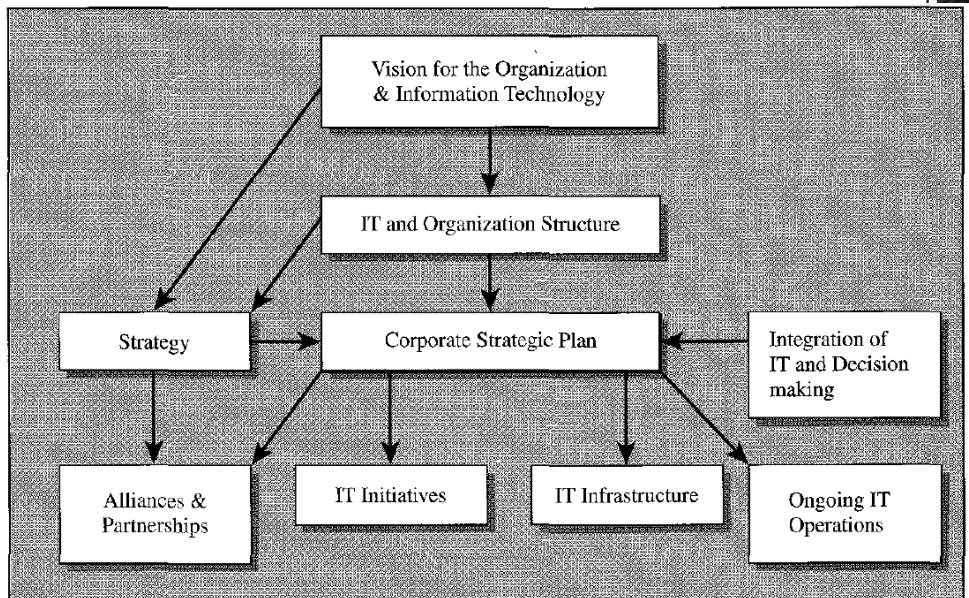 Vision for the Organization
& Information Technology
IT and Organization Structure
Strategy
Corporate Strategic Plan
Integration of
IT and Decision
making
Alliances &
Partnerships
IT Initiatives
IT Infrastructure
Ongoing IT
Operations